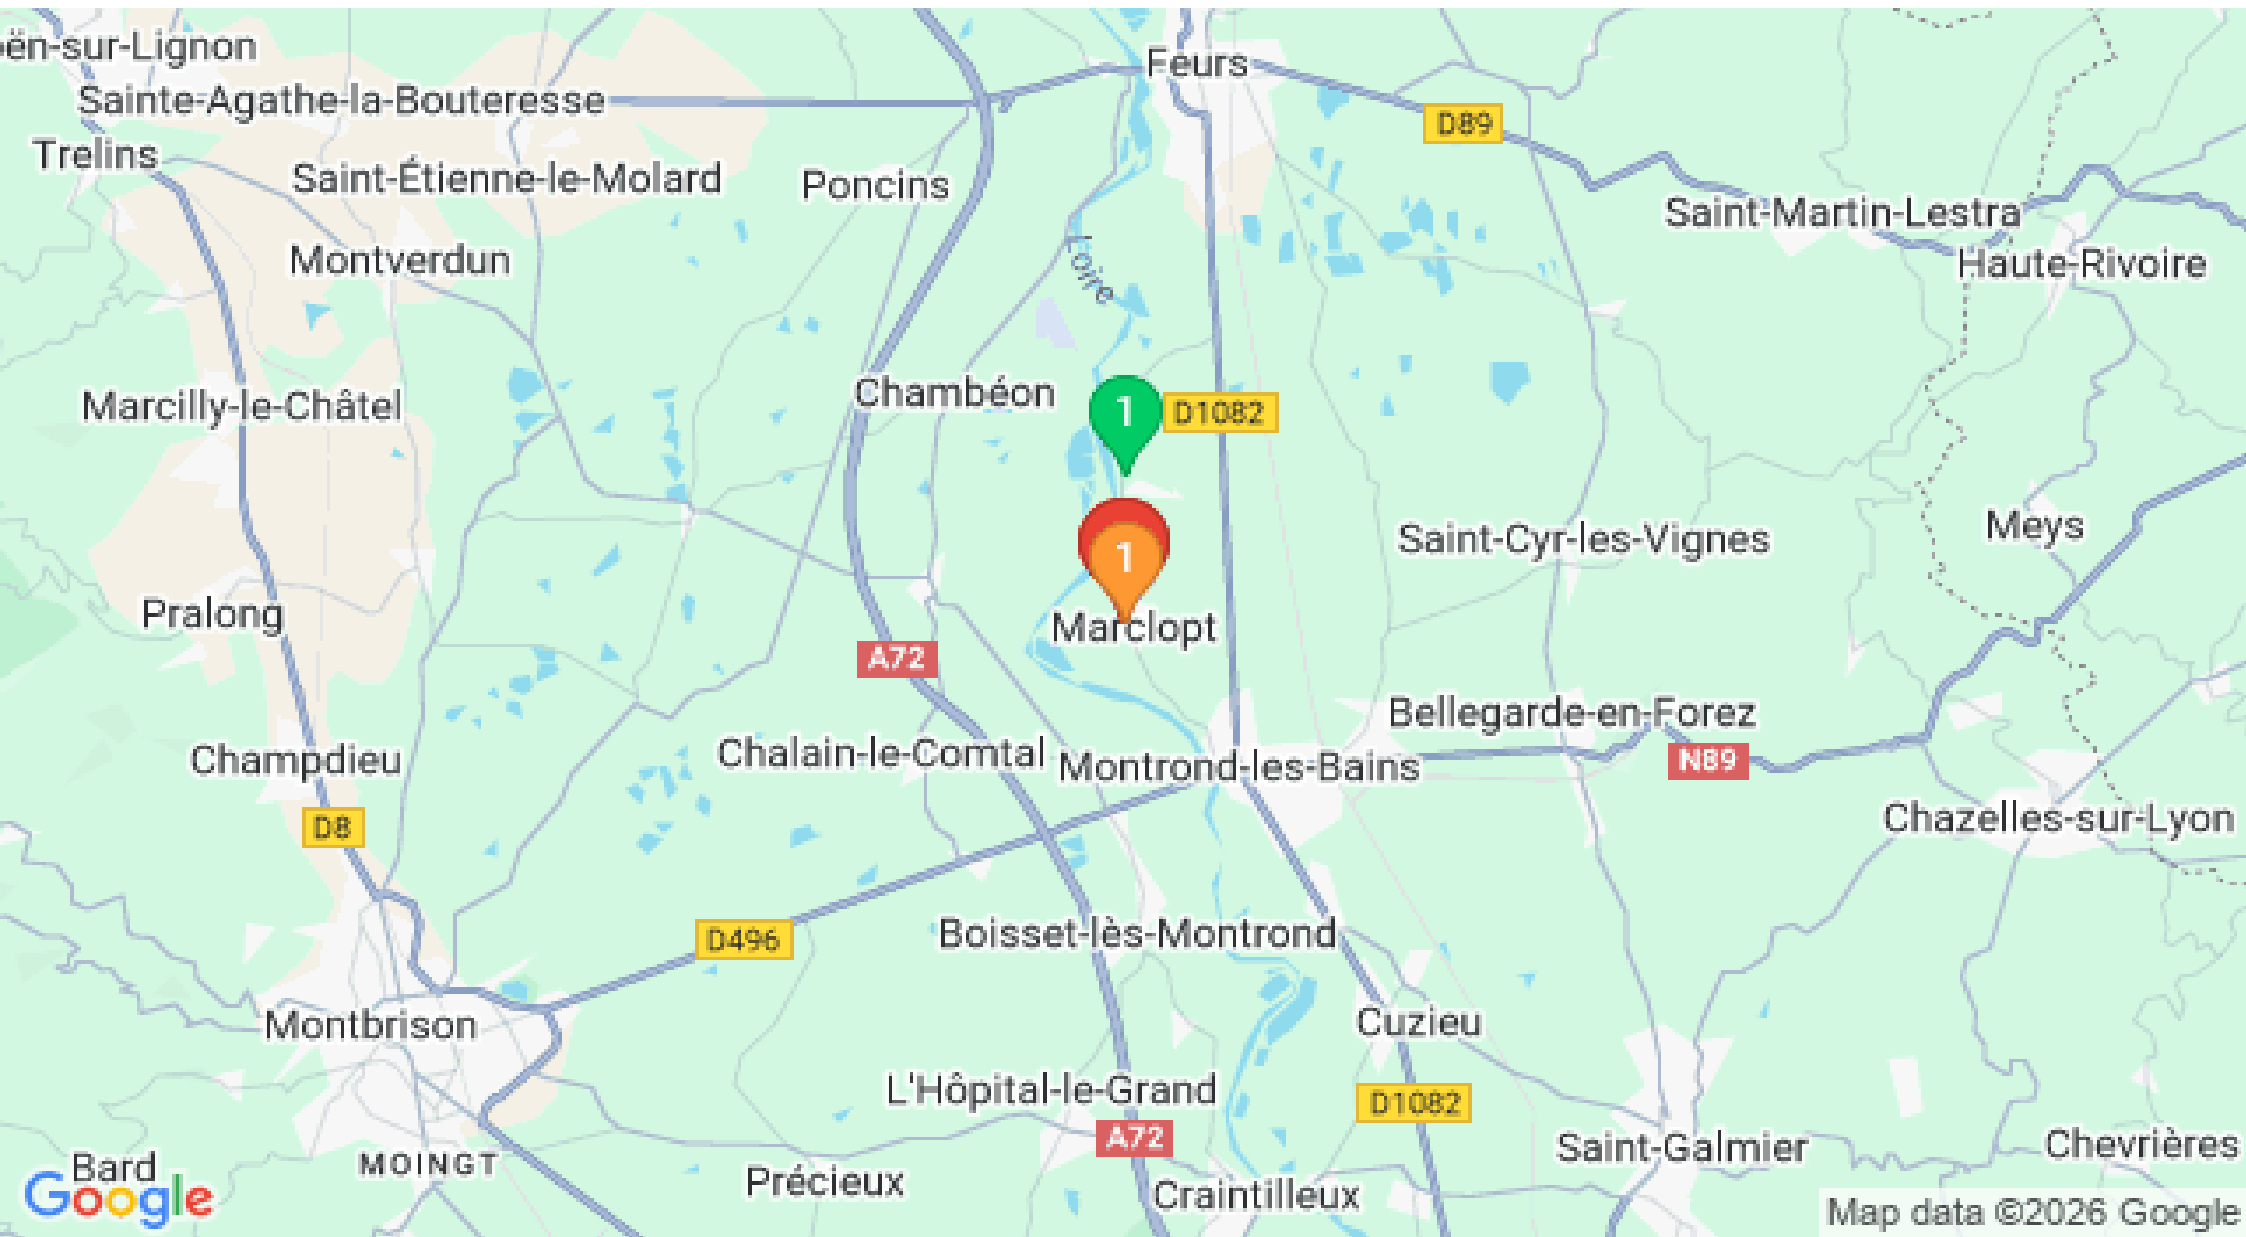 oën-sur-Lignon
Feurs
Sainte-Agathe-la-Bouteresse
D89
Trelins
Saint-Étienne-le-Molard
Poncins
Saint-Martin-Lestra
Montverdun
Loire
Haute-Rivoire
Chambéon
Marcilly-le-Châtel
1
D1082
Meys
Saint-Cyr-les-Vignes
1
Pralong
Marclopt
A72
Bellegarde-en-Forez
Champdieu
Chalain-le-Comtal
Montrond-les-Bains
N89
D8
Chazelles-sur-Lyon
D496
Boisset-lès-Montrond
Montbrison
Cuzieu
L'Hôpital-le-Grand
D1082
A72
Saint-Galmier
Chevrières
Bard
MOINGT
Précieux
Craintilleux
Google
Map data ©2026 Google